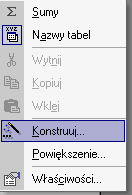 Sumy
Nazwy tabel
Wytnij
Kopiuj
Wklej
Konstruuj...
Powiększenie...
Właściwości...